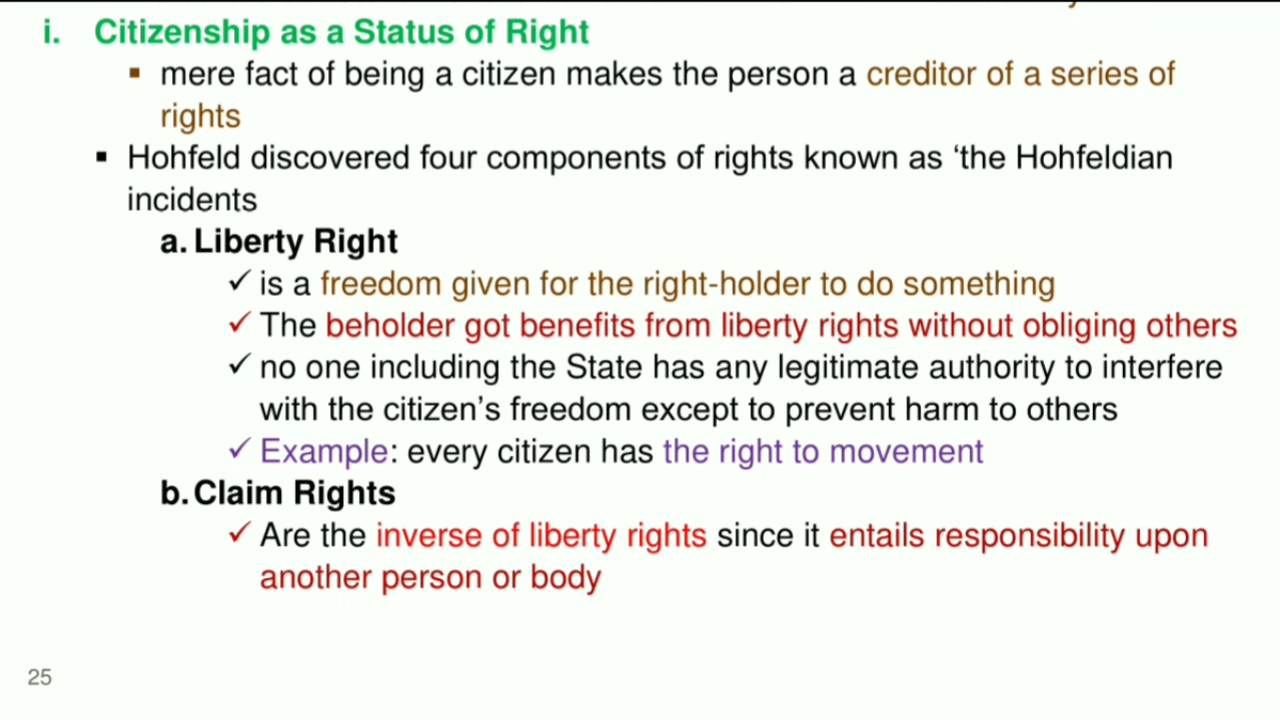 i. Citizenship as a Status of Right
▪ mere fact of being a citizen makes the person a creditor of a series of
rights
▪ Hohfeld discovered four components of rights known as ‘the Hohfeldian
incidents
a. Liberty Right
✓ is a freedom given for the right-holder to do something
✓ The beholder got benefits from liberty rights without obliging others
✓ no one including the State has any legitimate authority to interfere
with the citizen’s freedom except to prevent harm to others
✓ Example: every citizen has the right to movement
b. Claim Rights
✓ Are the inverse of liberty rights since it entails responsibility upon
another person or body
25